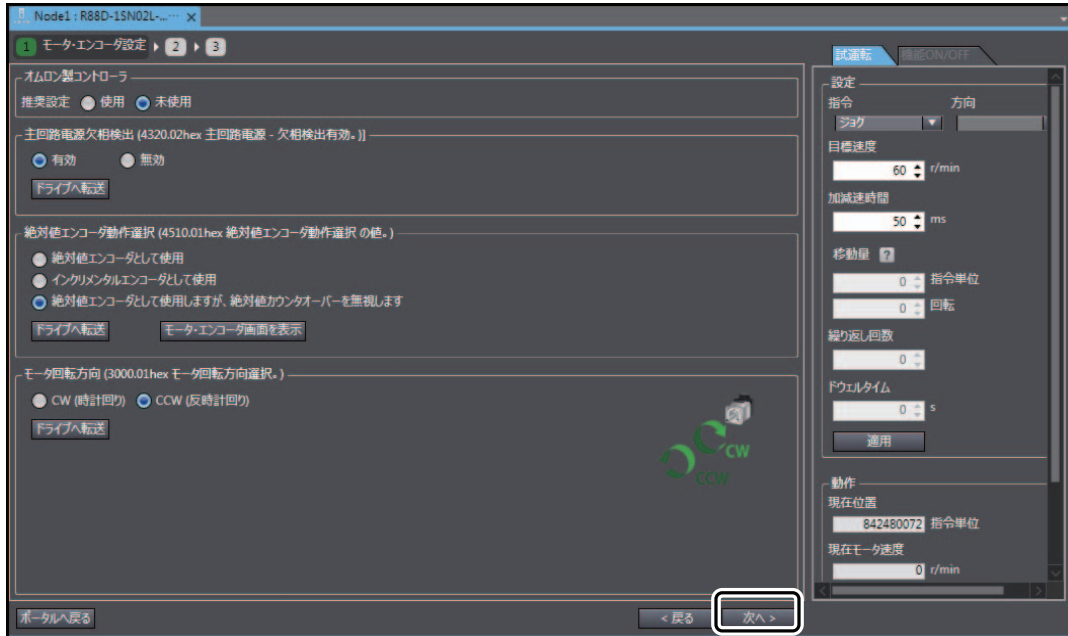 Node1 : R88D-1SN02L-...… ×
1 モータ・エンコーダ設定 ▸ 2 ▸ 3
オムロン製コントローラ
推奨設定 使用 未使用
主回路電源欠相検出 (4320.02hex 主回路電源 - 欠相検出有効。)]
有効 無効
ドライブへ転送
絶対値エンコーダ動作選択 (4510.01hex 絶対値エンコーダ動作選択 の値。)
絶対値エンコーダとして使用
インクリメンタルエンコーダとして使用
絶対値エンコーダとして使用しますが、絶対値カウンタオーバーを無視します
ドライブへ転送 モータ・エンコーダ画面を表示
モータ回転方向 (3000.01hex モータ回転方向選択。)
CW (時計回り) CCW (反時計回り)
ドライブへ転送
CW
CCW
ポータルへ戻る < 戻る 次へ >
試運転 機能ON/OFF
設定
指令 方向
ジョグ
目標速度
60 r/min
加減速時間
50 ms
移動量 ?
0 指令単位
0 回転
繰り返し回数
0
ドウェルタイム
0 s
適用
動作
現在位置
842480072 指令単位
現在モータ速度
0 r/min